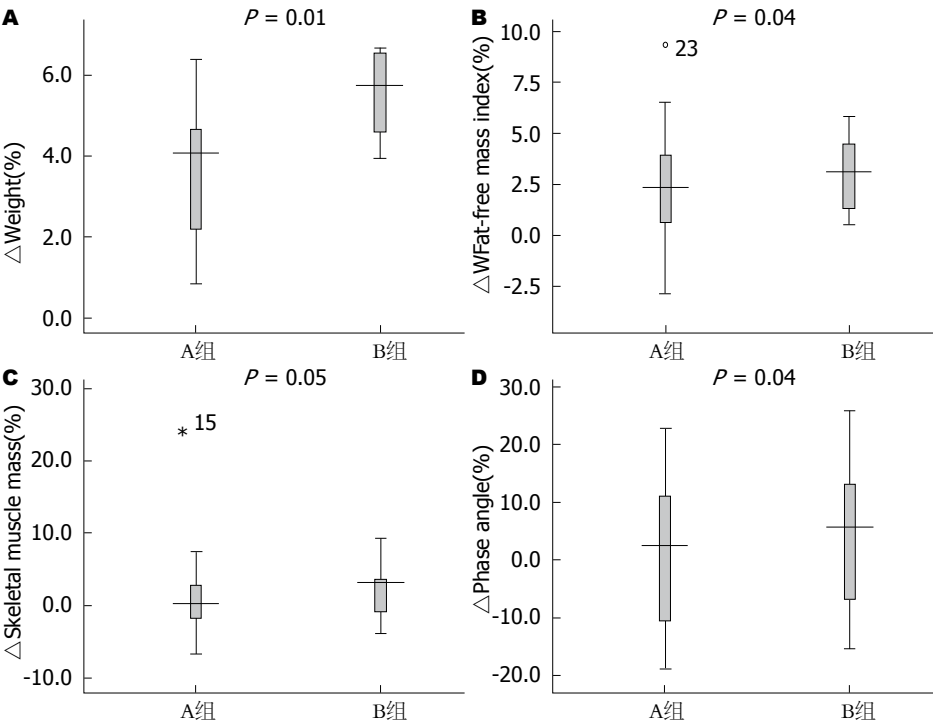 A
P = 0.01
△Weight(%)
6.0
4.0
2.0
0.0
A组
B组
B
P = 0.04
△WFat-free mass index(%)
10.0
7.5
5.0
2.5
0.0
-2.5
23
A组
B组
C
P = 0.05
△Skeletal muscle mass(%)
30.0
20.0
10.0
0.0
-10.0
* 15
A组
B组
D
P = 0.04
△Phase angle(%)
30.0
20.0
10.0
0.0
-10.0
-20.0
A组
B组